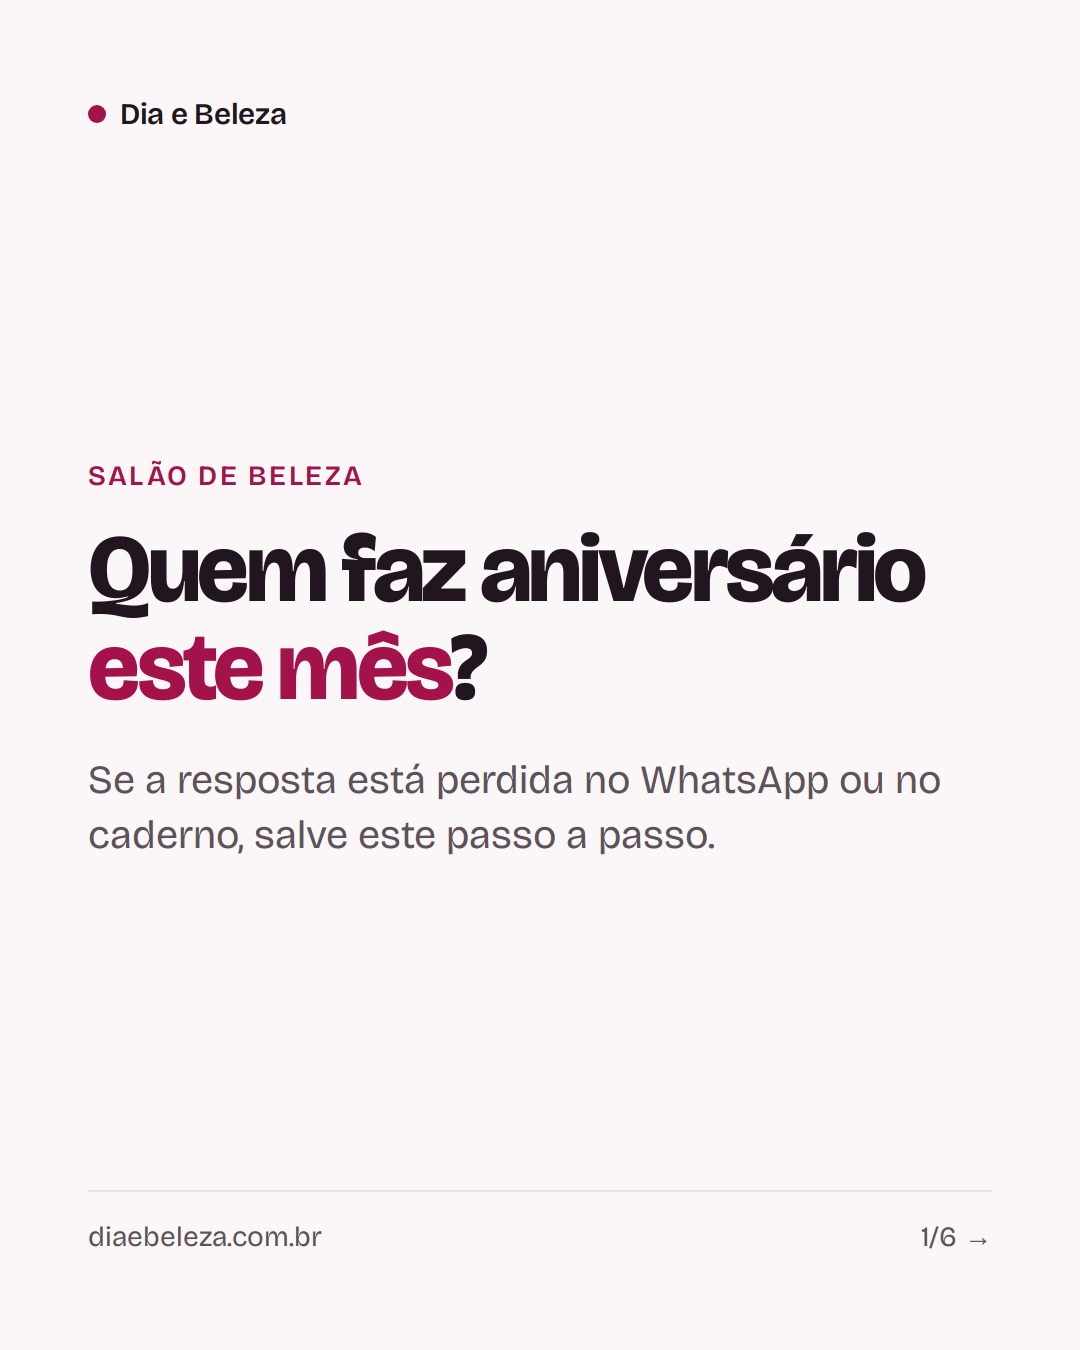 Dia e Beleza
SALÃO DE BELEZA
Quem faz aniversário
este mês?
Se a resposta está perdida no WhatsApp ou no
caderno, salve este passo a passo.
diaebeleza.com.br
1/6 →